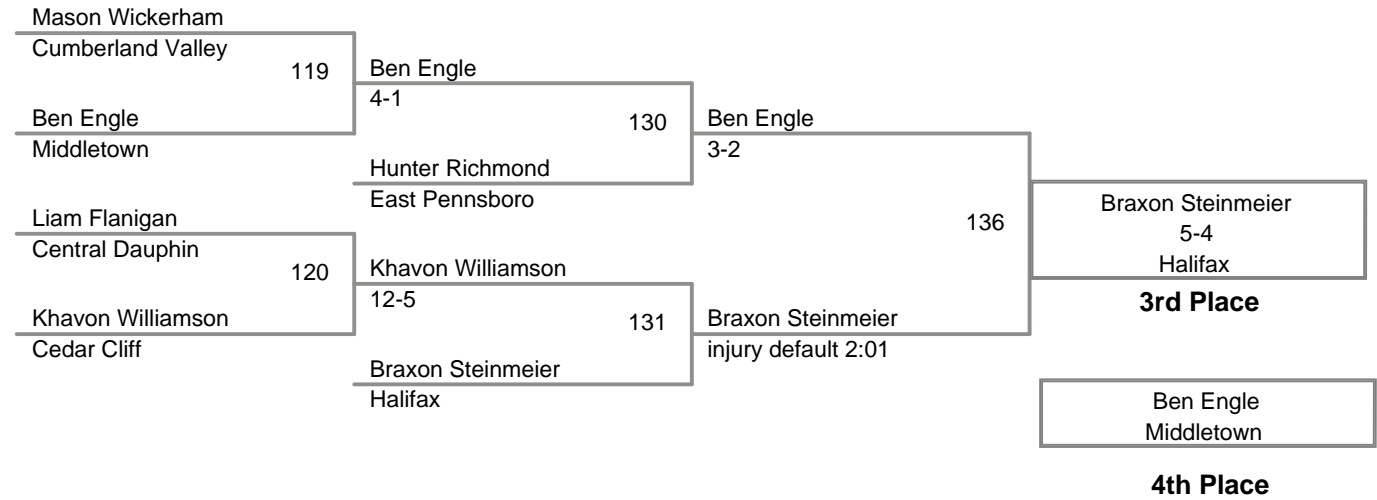 Mason Wickerham
Cumberland Valley
119
Ben Engle
Middletown
Liam Flanigan
Central Dauphin
120
Khavon Williamson
Cedar Cliff
Ben Engle
4-1
130
Hunter Richmond
East Pennsboro
Khavon Williamson
12-5
131
Braxon Steinmeier
Halifax
Ben Engle
3-2
136
Braxon Steinmeier
injury default 2:01
Braxon Steinmeier
5-4
Halifax
3rd Place
Ben Engle
Middletown
4th Place